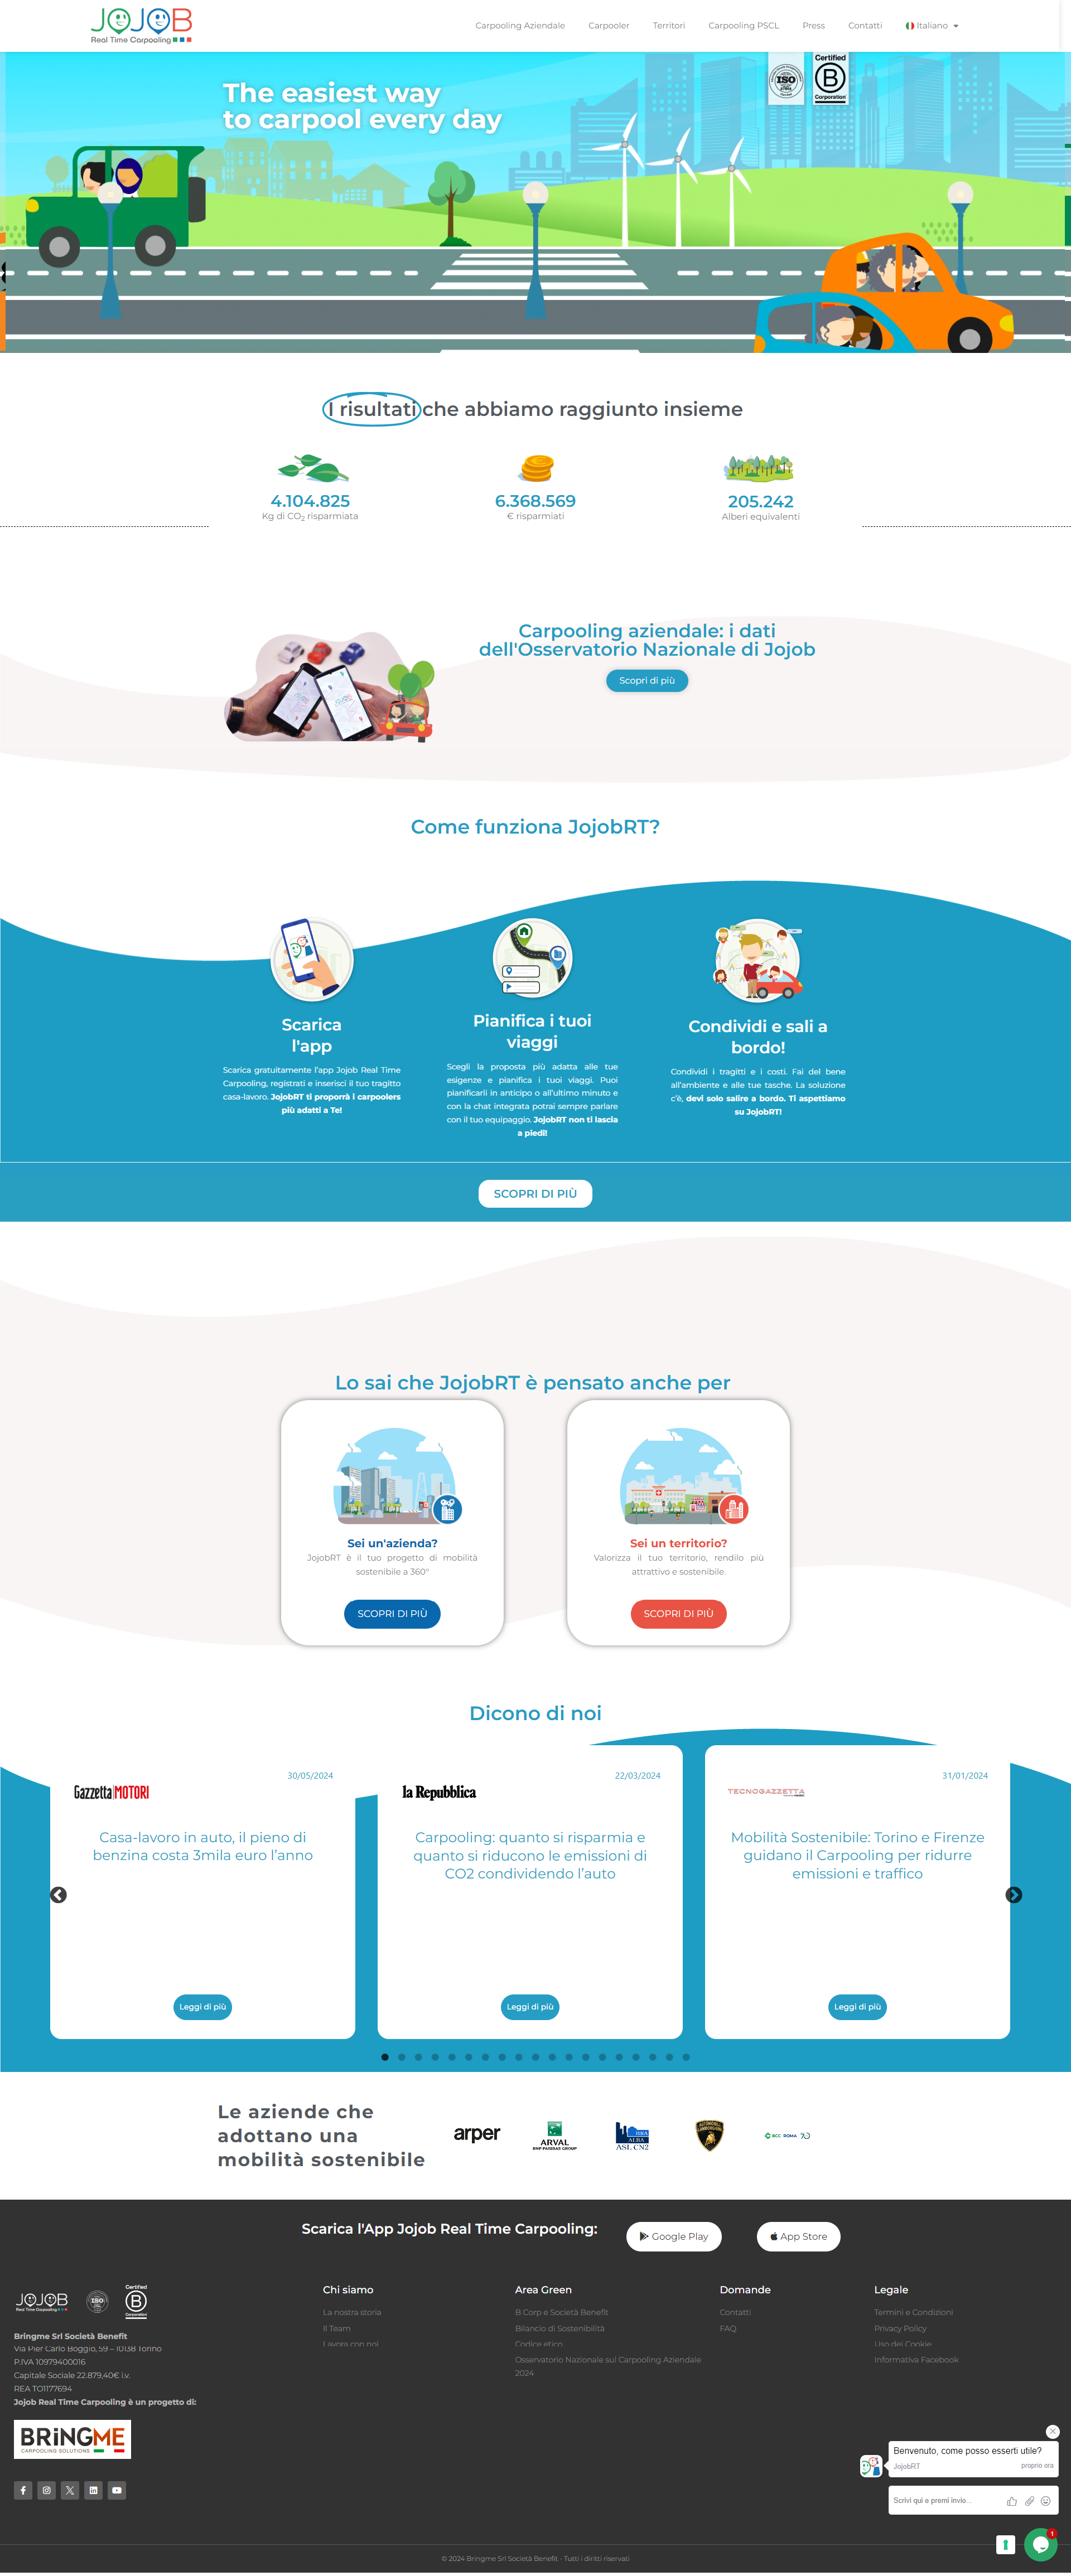 JOJOB
Real Time Carpooling
Carpooling Aziendale
Carpooler
Territori
Carpooling PSCL
Press
Contatti
Italiano
The easiest way
to carpool every day
ISO
Certified
B
Corporation
I risultati che abbiamo raggiunto insieme
4.104.825
Kg di CO2 risparmiata
6.368.569
€ risparmiati
205.242
Alberi equivalenti
Carpooling aziendale: i dati
dell'Osservatorio Nazionale di Jojob
Scopri di più
Come funziona JojobRT?
Scarica
l'app
Scarica gratuitamente l'app Jojob Real Time
Carpooling, registrati e inserisci il tuo tragitto
casa-lavoro. JojobRT ti proporrà i carpoolers
più adatti a Te!
Pianifica i tuoi
viaggi
Scegli la proposta più adatta alle tue
esigenze e pianifica i tuoi viaggi. Puoi
pianificarli in anticipo o all'ultimo minuto e
con la chat integrata potrai sempre parlare
con il tuo equipaggio. JojobRT non ti lascia
a piedi!
Condividi e sali a
bordo!
Condividi i tragitti e i costi. Fai del bene
all'ambiente e alle tue tasche. La soluzione
c'è, devi solo salire a bordo. Ti aspettiamo
su JojobRT!
SCOPRI DI PIÙ
Lo sai che JojobRT è pensato anche per
Sei un'azienda?
JojobRT è il tuo progetto di mobilità
sostenibile a 360°
SCOPRI DI PIÙ
Sei un territorio?
Valorizza il tuo territorio, rendilo più
attrattivo e sostenibile.
SCOPRI DI PIÙ
Dicono di noi
30/05/2024
Gazzetta MOTORI
Casa-lavoro in auto, il pieno di
benzina costa 3mila euro l'anno
Leggi di più
22/03/2024
la Repubblica
Carpooling: quanto si risparmia e
quanto si riducono le emissioni di
CO2 condividendo l'auto
Leggi di più
31/01/2024
TECNOGAZZETTA
Mobilità Sostenibile: Torino e Firenze
guidano il Carpooling per ridurre
emissioni e traffico
Leggi di più
Le aziende che
adottano una
mobilità sostenibile
arper
ARVAL
BNP PARIBAS GROUP
ALBA
ASL CN2
BCC ROMA 70
Scarica l'App Jojob Real Time Carpooling:
Google Play
App Store
JOJOB
Real Time Carpooling
ISO
Certified
B
Corporation
Bringme Srl Società Benefit
Via Pier Carlo Boggio, 59 – 10138 Torino
P.IVA 10979400016
Capitale Sociale 22.879,40€ i.v.
REA TO1177694
Jojob Real Time Carpooling è un progetto di:
BRiNGME
CARPOOLING SOLUTIONS
Chi siamo
La nostra storia
Il Team
Lavora con noi
Area Green
B Corp e Società Benefit
Bilancio di Sostenibilità
Codice etico
Osservatorio Nazionale sul Carpooling Aziendale
2024
Domande
Contatti
FAQ
Legale
Termini e Condizioni
Privacy Policy
Uso dei Cookie
Informativa Facebook
Benvenuto, come posso esserti utile?
JojobRT
proprio ora
Scrivi qui e premi invio...
1
© 2024 Bringme Srl Società Benefit - Tutti i diritti riservati